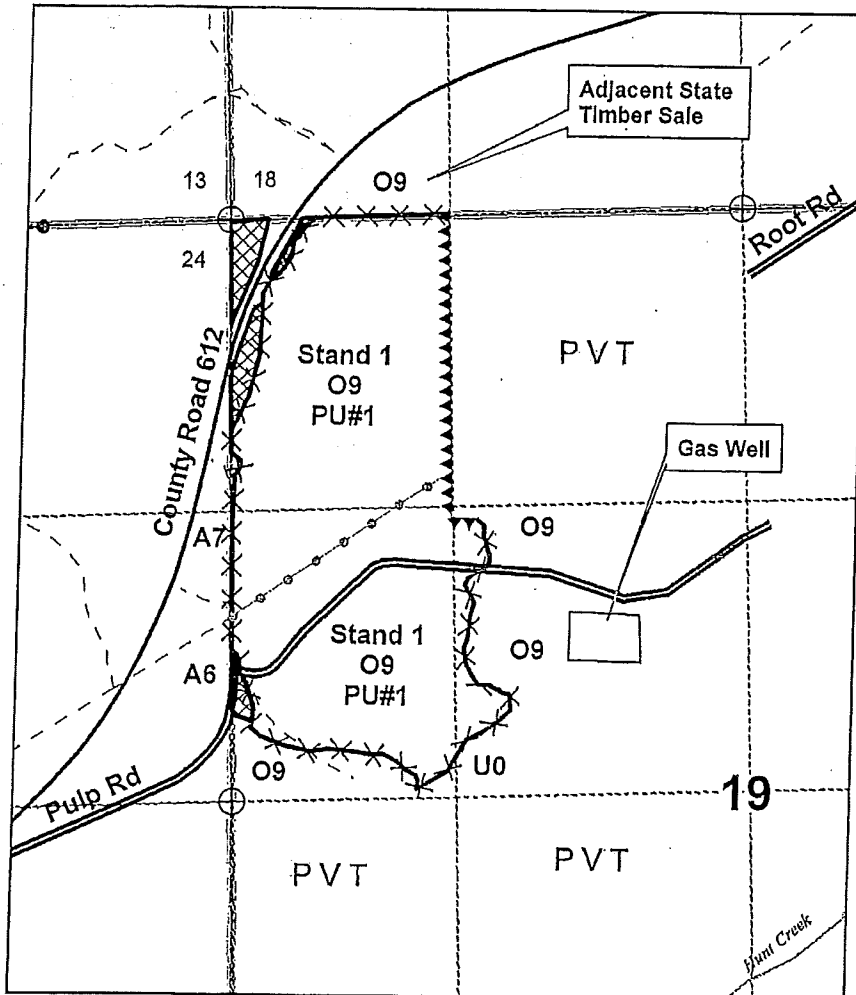 Adjacent State
Timber Sale
13
18
O9
24
Root Rd
County Road 612
Stand 1
O9
PU#1
PVT
Gas Well
A7
O9
Stand 1
O9
PU#1
O9
A6
O9
U0
19
Pulp Rd
PVT
PVT
Hunt Creek